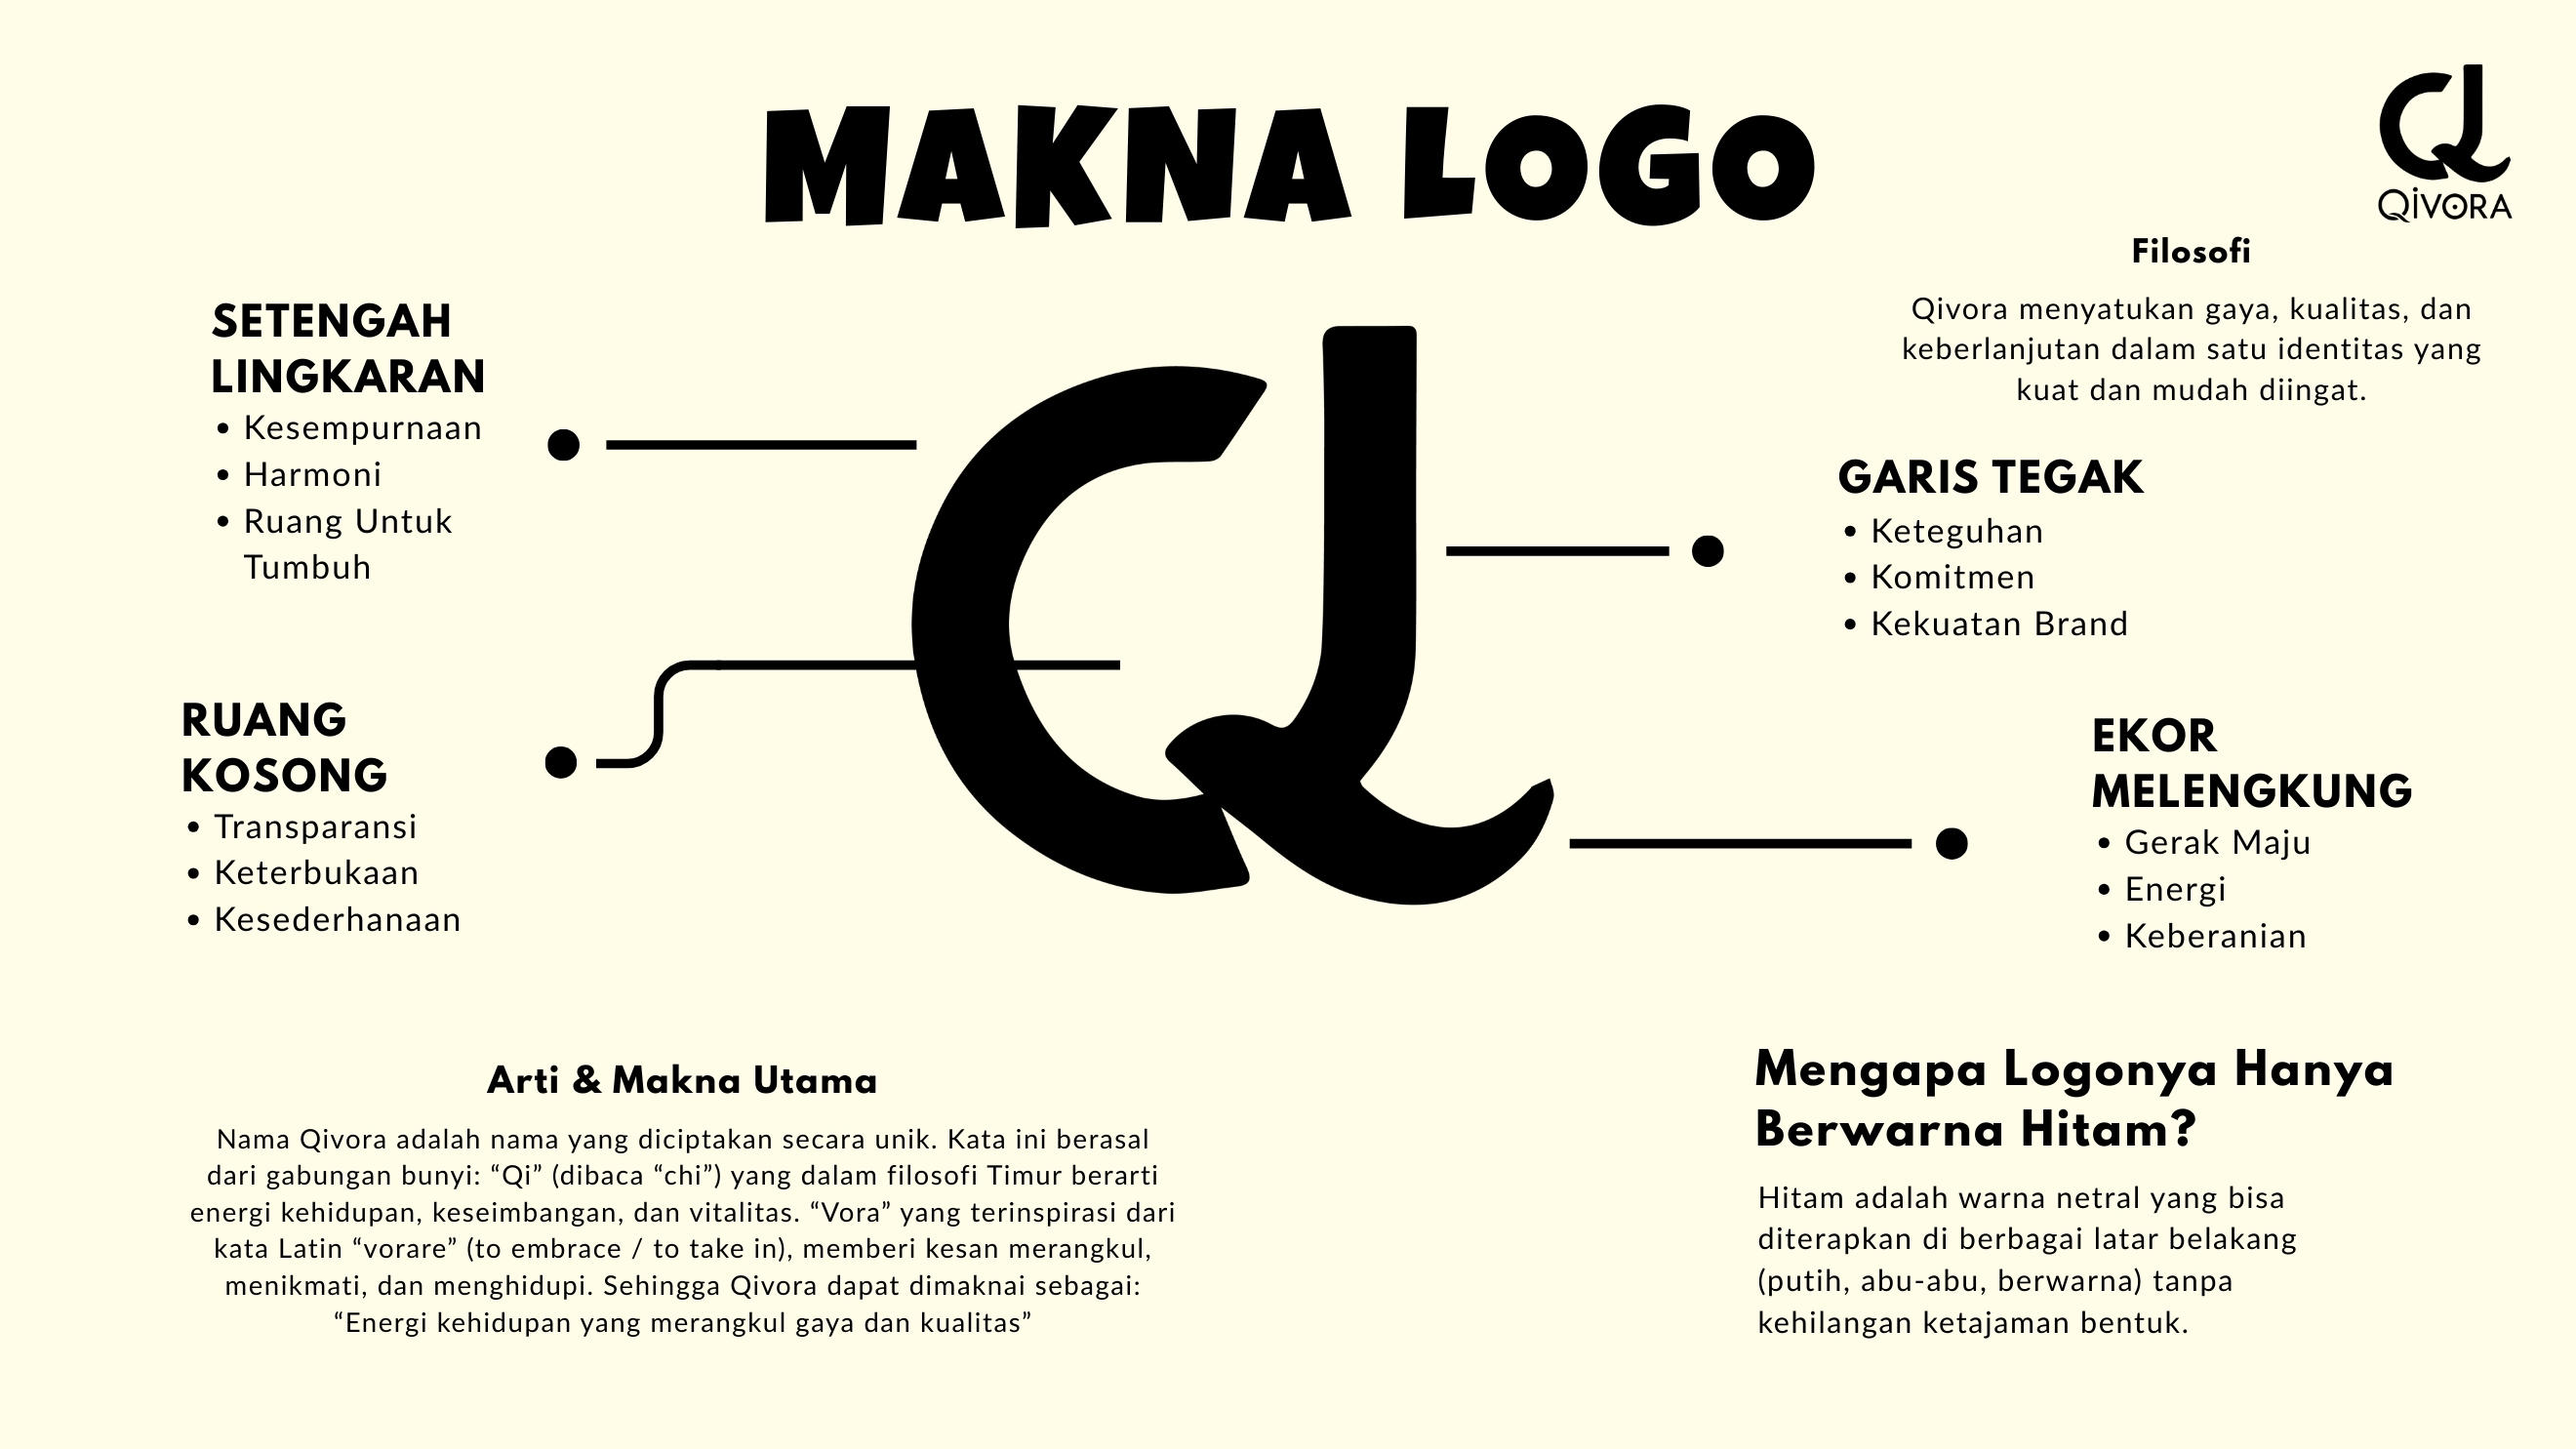 MAKNA LOGO
QiVORA
Filosofi
Qivora menyatukan gaya, kualitas, dan
keberlanjutan dalam satu identitas yang
kuat dan mudah diingat.
SETENGAH
LINGKARAN
• Kesempurnaan
• Harmoni
• Ruang Untuk
Tumbuh
GARIS TEGAK
• Keteguhan
• Komitmen
• Kekuatan Brand
RUANG
KOSONG
• Transparansi
• Keterbukaan
• Kesederhanaan
EKOR
MELENGKUNG
• Gerak Maju
• Energi
• Keberanian
Arti & Makna Utama
Nama Qivora adalah nama yang diciptakan secara unik. Kata ini berasal
dari gabungan bunyi: “Qi” (dibaca “chi”) yang dalam filosofi Timur berarti
energi kehidupan, keseimbangan, dan vitalitas. “Vora” yang terinspirasi dari
kata Latin “vorare” (to embrace / to take in), memberi kesan merangkul,
menikmati, dan menghidupi. Sehingga Qivora dapat dimaknai sebagai:
“Energi kehidupan yang merangkul gaya dan kualitas”
Mengapa Logonya Hanya
Berwarna Hitam?
Hitam adalah warna netral yang bisa
diterapkan di berbagai latar belakang
(putih, abu-abu, berwarna) tanpa
kehilangan ketajaman bentuk.